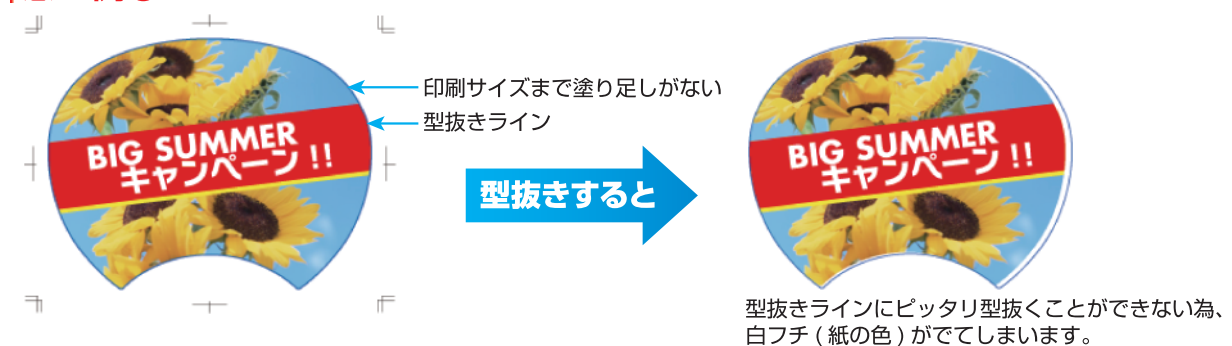 BIG SUMMER
キャンペーン !!
印刷サイズまで塗り足しがない
型抜きライン
型抜きすると
BIG SUMMER
キャンペーン !!
型抜きラインにピッタリ型抜くことができない為、
白フチ ( 紙の色 ) がでてしまいます。